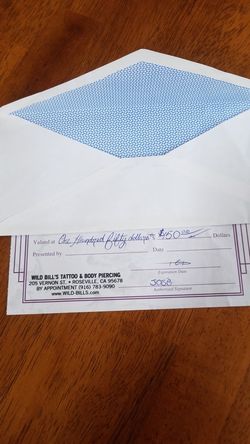 Valued at One Hundred fifty dollars $150.00 Dollars
Presented by Date
Expiration Date
WILD BILL'S TATTOO & BODY PIERCING
205 VERNON ST. • ROSEVILLE, CA 95678
BY APPOINTMENT (916) 783-9090
www.WILD-BILLS.com
3068
Authorized Signature